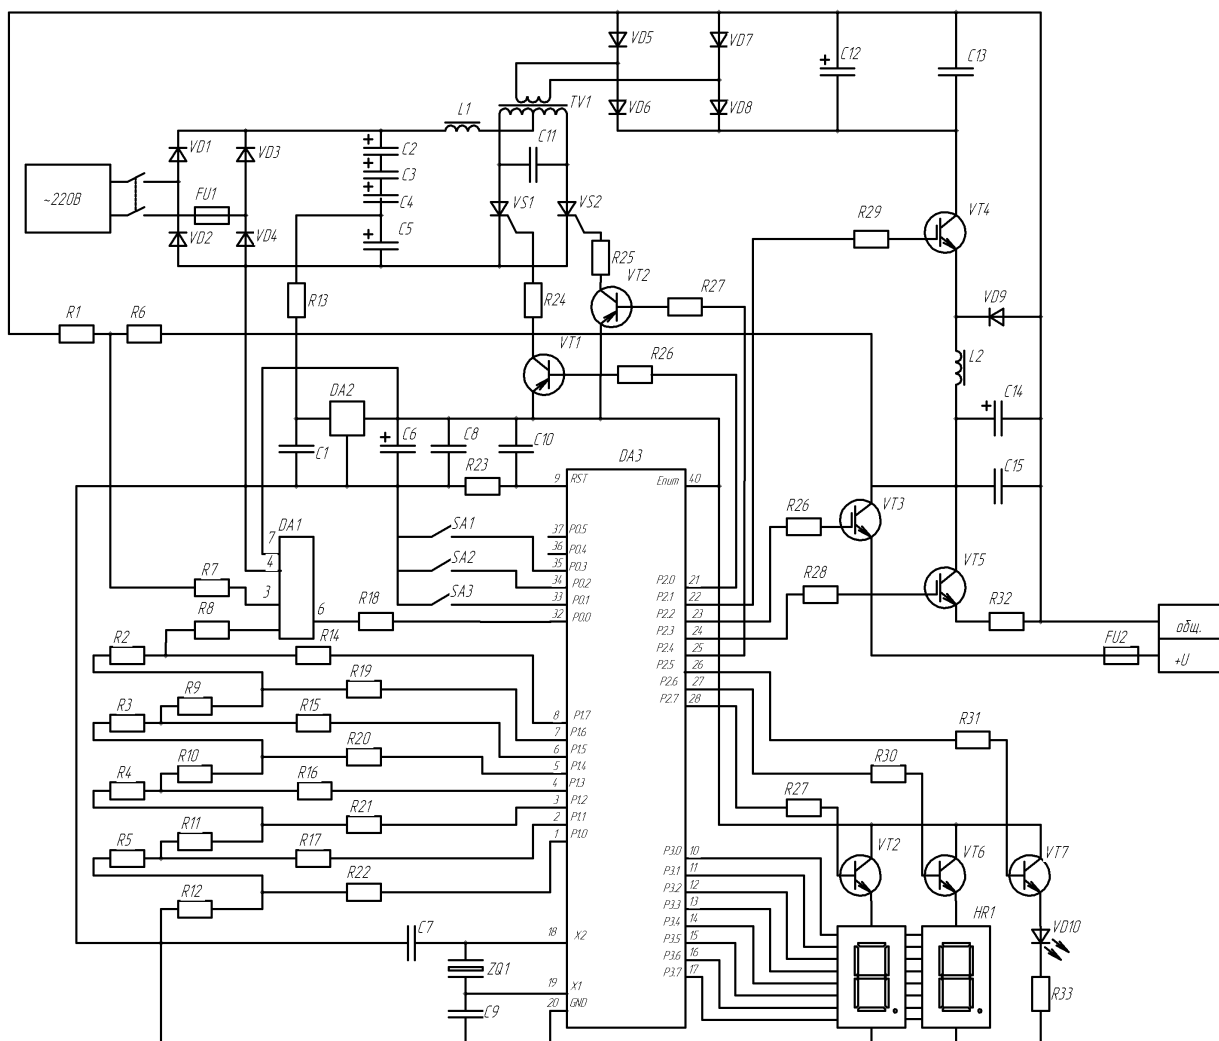 VD5
VD7
C12
C13
+
TV1
VD6
VD8
L1
C11
VD1
VD3
+
C2
+
C3
+
C4
~220В
FU1
VS1
VS2
VT4
R29
VD2
VD4
+
C5
R25
VT2
R13
R24
R27
VD9
R1
R6
VT1
R26
L2
DA2
+
C14
C1
+
C6
C8
C10
R23
DA3
C15
9
RST
Enum
40
R26
VT3
DA1
SA1
37
P0.5
7
36
P0.4
4
SA2
35
P0.3
R7
34
P0.2
P2.0
21
R28
VT5
3
SA3
33
P0.1
P2.1
22
R8
6
R18
32
P0.0
P2.2
23
R32
общ.
P2.3
24
R2
R14
P2.4
25
FU2
+U
P2.5
26
R9
R19
P2.6
27
P2.7
28
R3
R15
8
P1.7
R31
7
P1.6
R10
R20
6
P1.5
R30
5
P1.4
R4
R16
4
P1.3
3
P1.2
R27
R11
R21
2
P1.1
1
P1.0
R5
R17
P3.0
10
VT2
VT6
VT7
P3.1
11
R12
R22
P3.2
12
P3.3
13
HR1
P3.4
14
C7
18
X2
P3.5
15
VD10
P3.6
16
ZQ1
P3.7
17
19
X1
R33
20
GND
C9